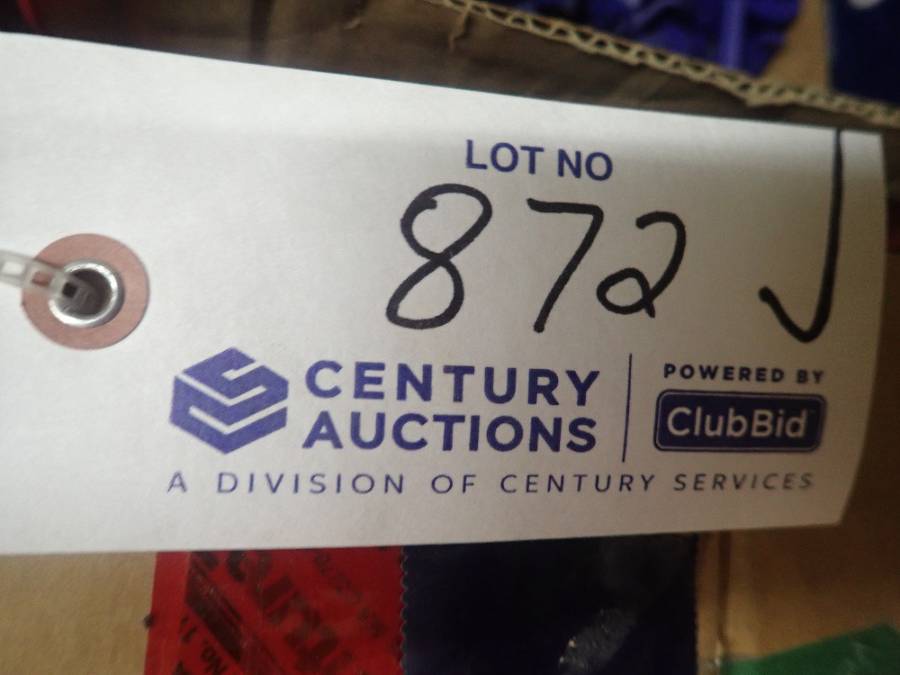 LOT NO
872 J
CENTURY
AUCTIONS
POWERED BY
ClubBid
A DIVISION OF CENTURY SERVICES